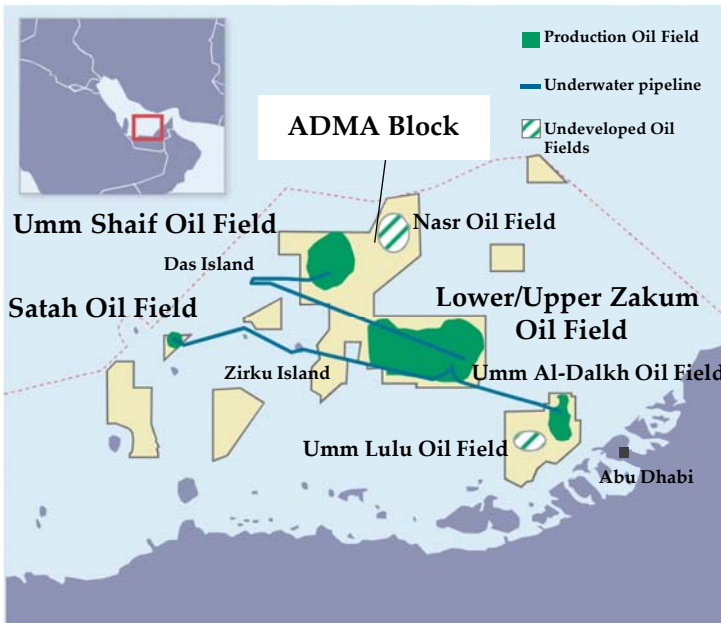 Production Oil Field
Underwater pipeline
Undeveloped Oil
Fields
ADMA Block
Umm Shaif Oil Field
Nasr Oil Field
Das Island
Satah Oil Field
Lower/Upper Zakum
Oil Field
Zirku Island
Umm Al-Dalkh Oil Field
Umm Lulu Oil Field
Abu Dhabi